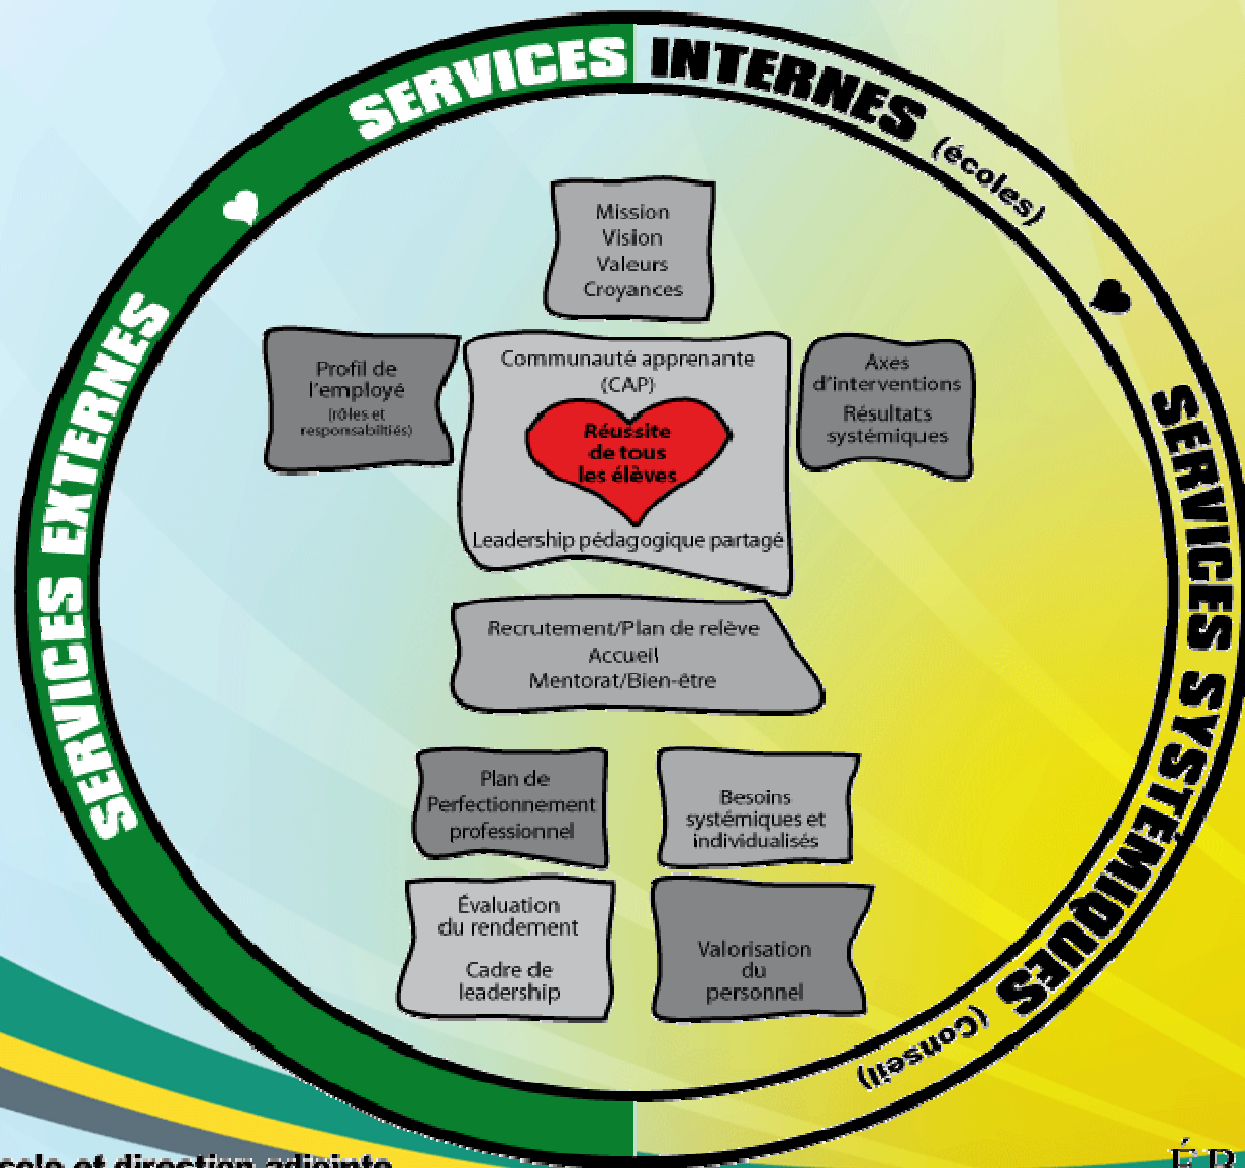 SERVICES INTERNES (écoles)
SERVICES EXTERNES
SERVICES SYSTÉMIQUES (Conseil)
Mission
Vision
Valeurs
Croyances
Profil de
l'employé
(rôles et
responsabiltiés)
Communauté apprenante
(CAP)
Réussite
de tous
les élèves
Leadership pédagogique partagé
Axes
d'interventions
Résultats
systémiques
Recrutement/Plan de relève
Accueil
Mentorat/Bien-être
Plan de
Perfectionnement
professionnel
Besoins
systémiques et
individualisés
Évaluation
du rendement
Cadre de
leadership
Valorisation
du
personnel
et direction adjointe